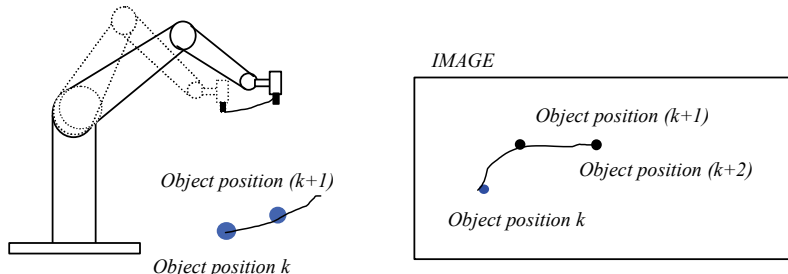 Object position (k+1)
Object position k
IMAGE
Object position (k+1)
Object position (k+2)
Object position k